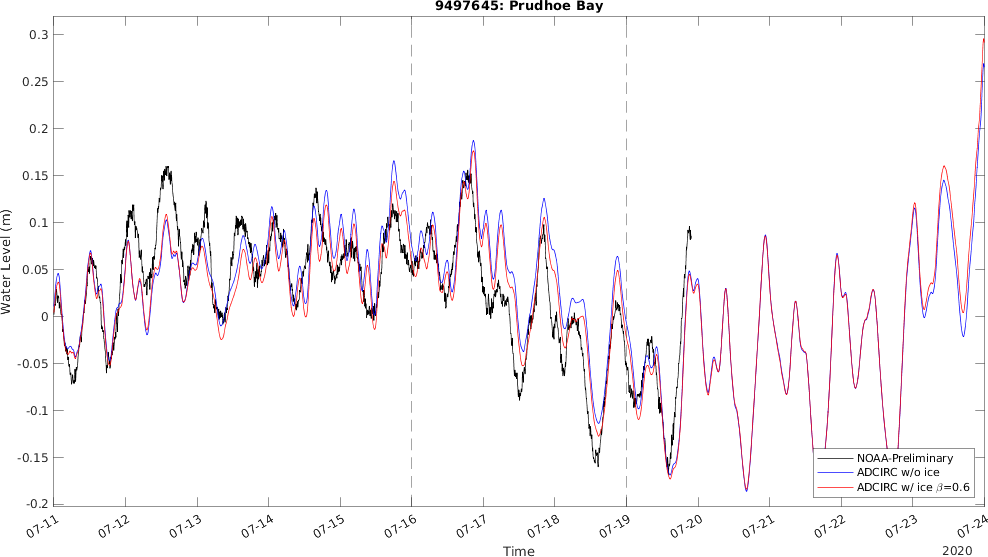 9497645: Prudhoe Bay
Water Level (m)
0.3
0.25
0.2
0.15
0.1
0.05
0
-0.05
-0.1
-0.15
-0.2
NOAA-Preliminary
ADCIRC w/o ice
ADCIRC w/ ice β=0.6
07-11 07-12 07-13 07-14 07-15 07-16 07-17 07-18 07-19 07-20 07-21 07-22 07-23 07-24
Time
2020